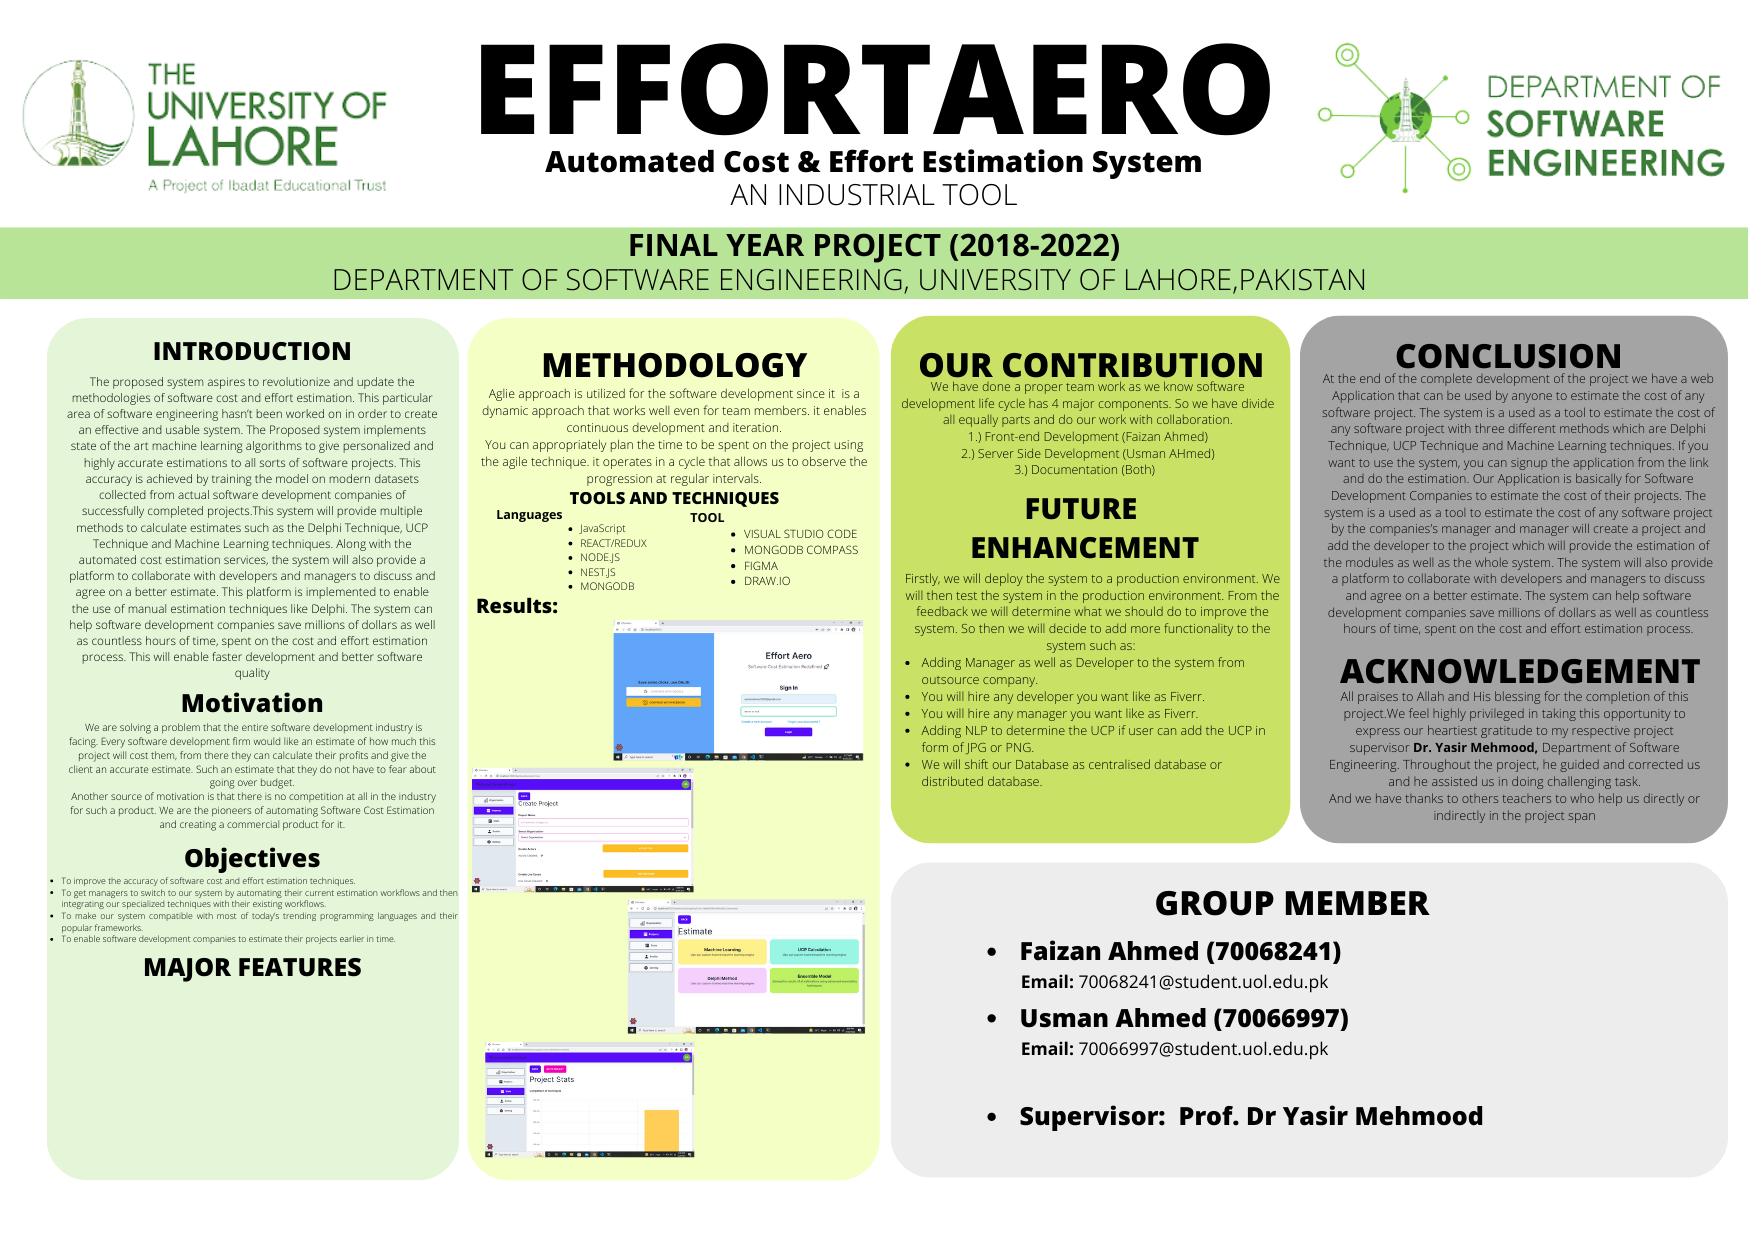 THE
UNIVERSITY OF
LAHORE
A Project of Ibadat Educational Trust
EFFORTAERO
Automated Cost & Effort Estimation System
AN INDUSTRIAL TOOL
DEPARTMENT OF
SOFTWARE
ENGINEERING
FINAL YEAR PROJECT (2018-2022)
DEPARTMENT OF SOFTWARE ENGINEERING, UNIVERSITY OF LAHORE,PAKISTAN
INTRODUCTION
The proposed system aspires to revolutionize and update the
methodologies of software cost and effort estimation. This particular
area of software engineering hasn't been worked on in order to create
an effective and usable system. The Proposed system implements
state of the art machine learning algorithms to give personalized and
highly accurate estimations to all sorts of software projects. This
accuracy is achieved by training the model on modern datasets
collected from actual software development companies of
successfully completed projects.This system will provide multiple
methods to calculate estimates such as the Delphi Technique, UCP
Technique and Machine Learning techniques. Along with the
automated cost estimation services, the system will also provide a
platform to collaborate with developers and managers to discuss and
agree on a better estimate. This platform is implemented to enable
the use of manual estimation techniques like Delphi. The system can
help software development companies save millions of dollars as well
as countless hours of time, spent on the cost and effort estimation
process. This will enable faster development and better software
quality
Motivation
We are solving a problem that the entire software development industry is
facing. Every software development firm would like an estimate of how much this
project will cost them, from there they can calculate their profits and give the
client an accurate estimate. Such an estimate that they do not have to fear about
going over budget.
Another source of motivation is that there is no competition at all in the industry
for such a product. We are the pioneers of automating Software Cost Estimation
and creating a commercial product for it.
Objectives
• To improve the accuracy of software cost and effort estimation techniques.
• To get managers to switch to our system by automating their current estimation workflows and then
integrating our specialized techniques with their existing workflows.
• To make our system compatible with most of today's trending programming languages and their
popular frameworks.
• To enable software development companies to estimate their projects earlier in time.
MAJOR FEATURES
METHODOLOGY
Aglie approach is utilized for the software development since it is a
dynamic approach that works well even for team members. it enables
continuous development and iteration.
You can appropriately plan the time to be spent on the project using
the agile technique. it operates in a cycle that allows us to observe the
progression at regular intervals.
TOOLS AND TECHNIQUES
Languages
• JavaScript
• REACT/REDUX
• NODE.JS
• NEST.JS
• MONGODB
TOOL
• VISUAL STUDIO CODE
• MONGODB COMPASS
• FIGMA
• DRAW.IO
Results:
Effort Aero
Software Cost Estimation Redefined
Sign In
Login
Create Project
Project Name
Select Organization
Estimate
Machine Learning
UCP Calculation
Delphi Method
Ensemble Model
Project Stats
OUR CONTRIBUTION
We have done a proper team work as we know software
development life cycle has 4 major components. So we have divide
all equally parts and do our work with collaboration.
1.) Front-end Development (Faizan Ahmed)
2.) Server Side Development (Usman AHmed)
3.) Documentation (Both)
FUTURE
ENHANCEMENT
Firstly, we will deploy the system to a production environment. We
will then test the system in the production environment. From the
feedback we will determine what we should do to improve the
system. So then we will decide to add more functionality to the
system such as:
• Adding Manager as well as Developer to the system from
outsource company.
• You will hire any developer you want like as Fiverr.
• You will hire any manager you want like as Fiverr.
• Adding NLP to determine the UCP if user can add the UCP in
form of JPG or PNG.
• We will shift our Database as centralised database or
distributed database.
CONCLUSION
At the end of the complete development of the project we have a web
Application that can be used by anyone to estimate the cost of any
software project. The system is a used as a tool to estimate the cost of
any software project with three different methods which are Delphi
Technique, UCP Technique and Machine Learning techniques. If you
want to use the system, you can signup the application from the link
and do the estimation. Our Application is basically for Software
Development Companies to estimate the cost of their projects. The
system is a used as a tool to estimate the cost of any software project
by the companies's manager and manager will create a project and
add the developer to the project which will provide the estimation of
the modules as well as the whole system. The system will also provide
a platform to collaborate with developers and managers to discuss
and agree on a better estimate. The system can help software
development companies save millions of dollars as well as countless
hours of time, spent on the cost and effort estimation process.
ACKNOWLEDGEMENT
All praises to Allah and His blessing for the completion of this
project.We feel highly privileged in taking this opportunity to
express our heartiest gratitude to my respective project
supervisor Dr. Yasir Mehmood, Department of Software
Engineering. Throughout the project, he guided and corrected us
and he assisted us in doing challenging task.
And we have thanks to others teachers to who help us directly or
indirectly in the project span
GROUP MEMBER
• Faizan Ahmed (70068241)
Email: 70068241@student.uol.edu.pk
• Usman Ahmed (70066997)
Email: 70066997@student.uol.edu.pk
• Supervisor: Prof. Dr Yasir Mehmood